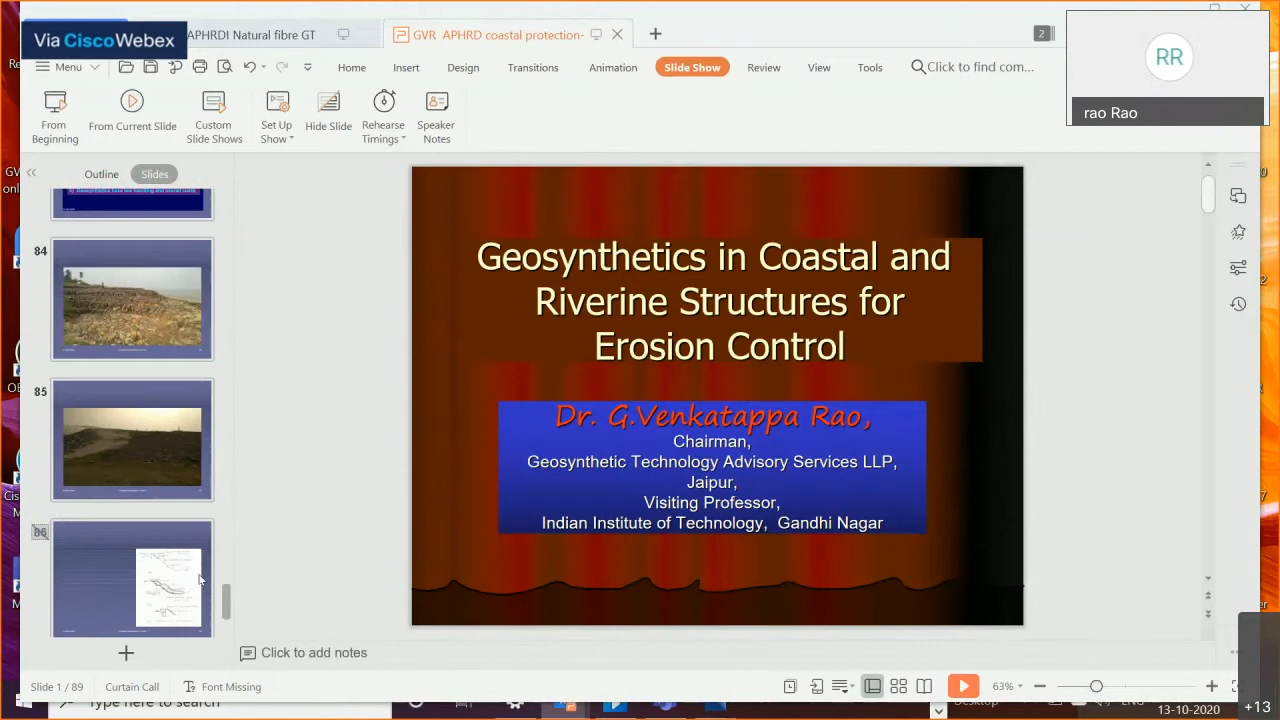 Via Cisco Webex
APHRDI Natural fibre GT
GVR APHRD coastal protection-
2
RR
rao Rao
Menu
Home
Insert
Design
Transitions
Animation
Slide Show
Review
View
Tools
Click to find com...
From Beginning
From Current Slide
Custom Slide Shows
Set Up Show
Hide Slide
Rehearse Timings
Speaker Notes
Outline
Slides
84
85
86
Geosynthetics in Coastal and
Riverine Structures for
Erosion Control
Dr. G.Venkatappa Rao,
Chairman,
Geosynthetic Technology Advisory Services LLP,
Jaipur,
Visiting Professor,
Indian Institute of Technology, Gandhi Nagar
Click to add notes
Slide 1 / 89
Curtain Call
Font Missing
63%
Type here to search
Desktop
13-10-2020
+13